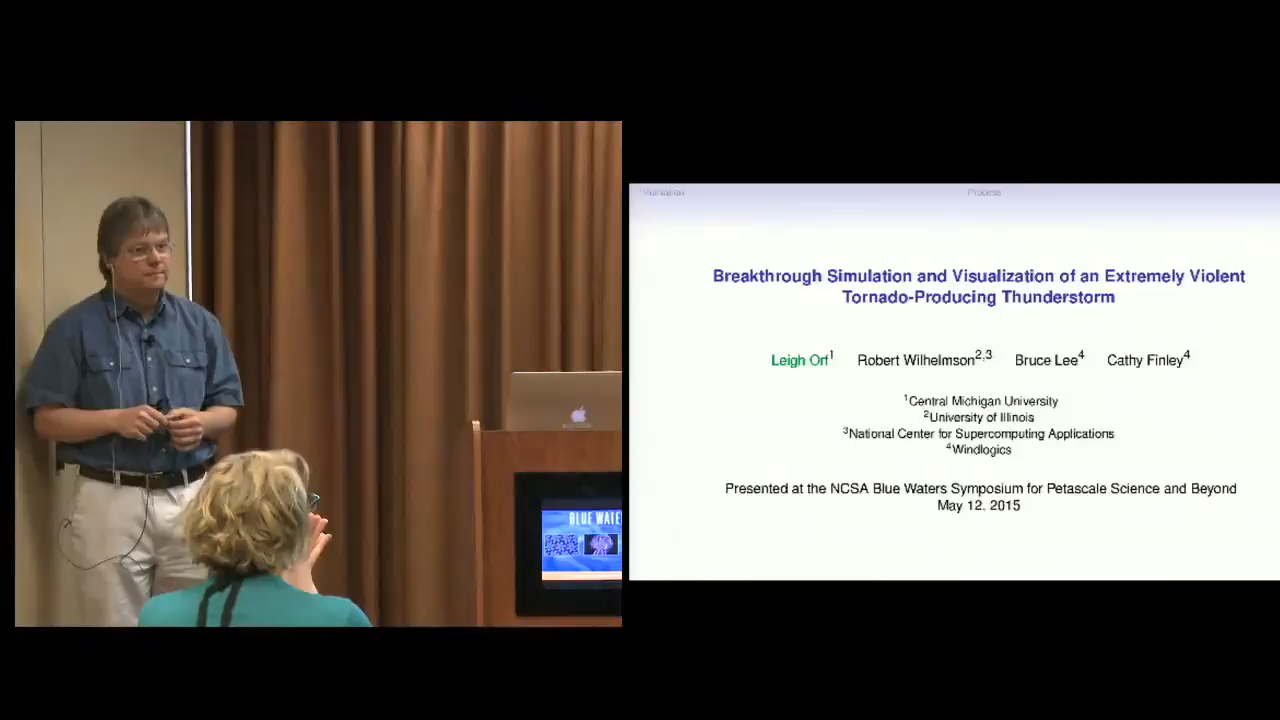 BLUE WATE
Process
Breakthrough Simulation and Visualization of an Extremely Violent
Tornado-Producing Thunderstorm
Leigh Orf1 Robert Wilhelmson2,3 Bruce Lee4 Cathy Finley4
1Central Michigan University
2University of Illinois
3National Center for Supercomputing Applications
4Windlogics
Presented at the NCSA Blue Waters Symposium for Petascale Science and Beyond
May 12, 2015